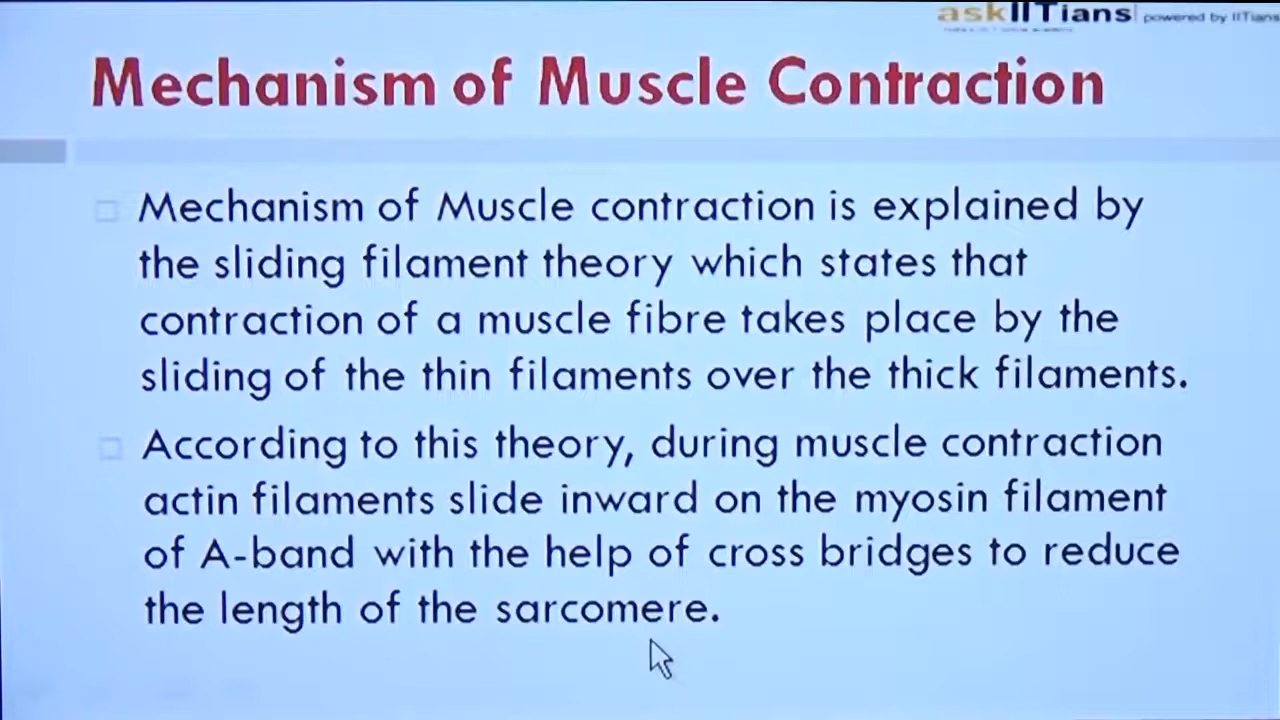 askIITians powered by IITians
Mechanism of Muscle Contraction
Mechanism of Muscle contraction is explained by
the sliding filament theory which states that
contraction of a muscle fibre takes place by the
sliding of the thin filaments over the thick filaments.
According to this theory, during muscle contraction
actin filaments slide inward on the myosin filament
of A-band with the help of cross bridges to reduce
the length of the sarcomere.